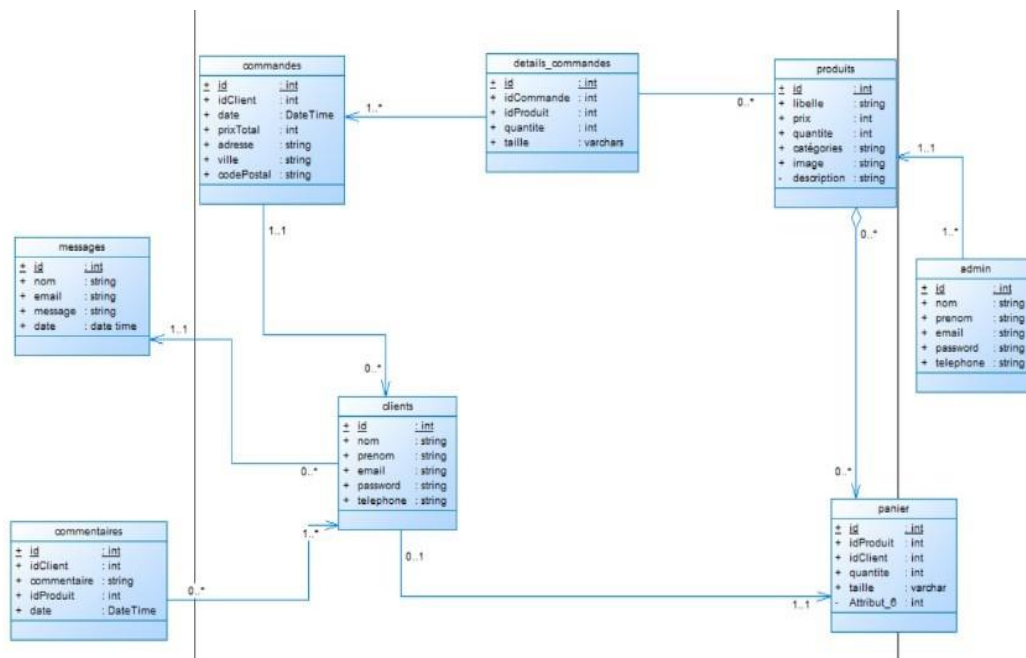 commandes
+ id : int
+ idClient : int
+ date : DateTime
+ prixTotal : int
+ adresse : string
+ ville : string
+ codePostal : string
details_commandes
+ id : int
+ idCommande : int
+ idProduit : int
+ quantite : int
+ taille : varchars
produits
+ id : int
+ libelle : string
+ prix : int
+ quantite : int
+ catégories : string
+ image : string
- description : string
1..*
0..*
1..1
1..1
0..*
1..*
messages
+ id : int
+ nom : string
+ email : string
+ message : string
+ date : date time
1..1
admin
+ id : int
+ nom : string
+ prenom : string
+ email : string
+ password : string
+ telephone : string
0..*
clients
+ id : int
+ nom : string
+ prenom : string
+ email : string
+ password : string
+ telephone : string
0..*
0..*
panier
+ id : int
+ idProduit : int
+ idClient : int
+ quantite : int
+ taille : varchar
- Attribut_6 : int
commentaires
+ id : int
+ idClient : int
+ commentaire : string
+ idProduit : int
+ date : DateTime
1..*
0..1
0..*
1..1